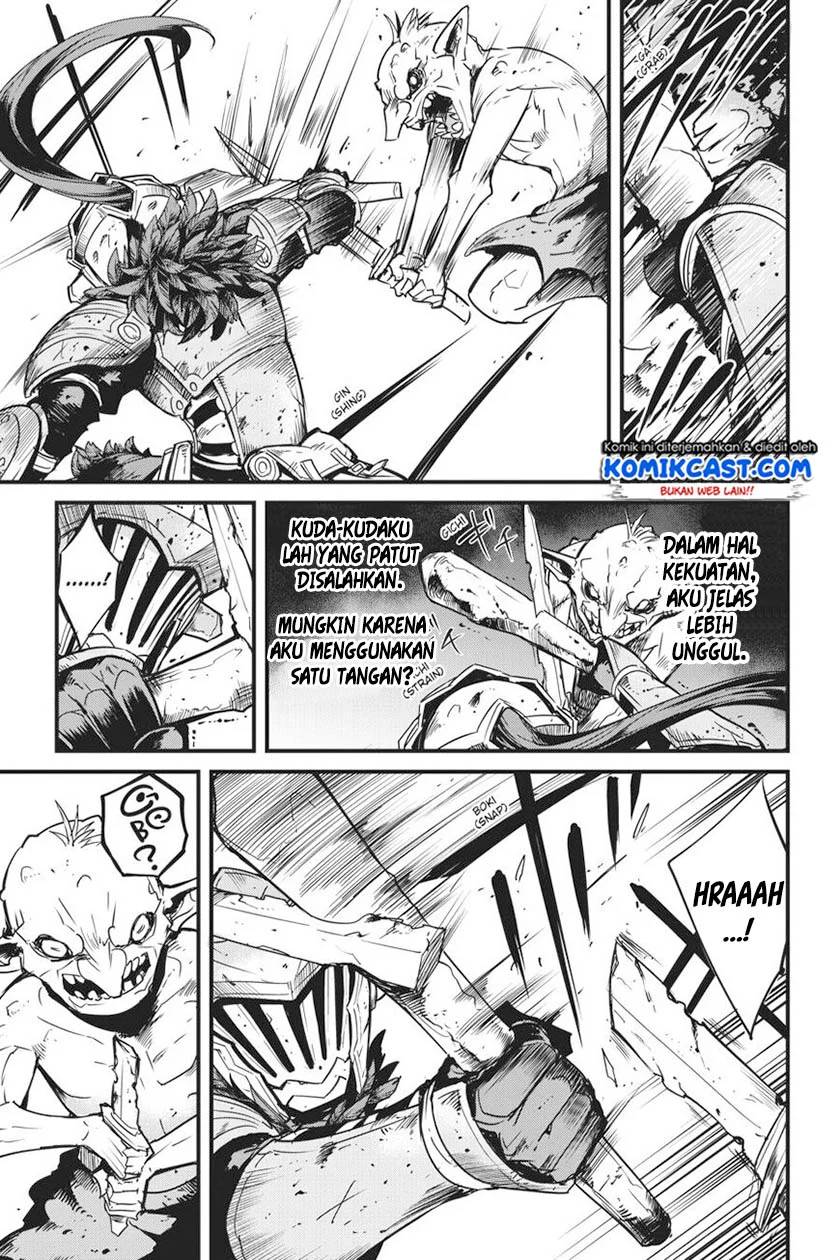 GA
(GRAB)
GIN
(SHING)
Komik ini diterjemahkan & diedit oleh
KOMIKCAST.COM
BUKAN WEB LAIN!!
DALAM HAL
KEKUATAN,
AKU JELAS
LEBIH
UNGGUL.
GICHI
ギチ
KUDA-KUDAKU
LAH YANG PATUT
DISALAHKAN.
MUNGKIN KARENA
AKU MENGGUNAKAN
SATU TANGAN?
(STRAIN)
.......!
HRAAAH
...!
BOKI
(SNAP)